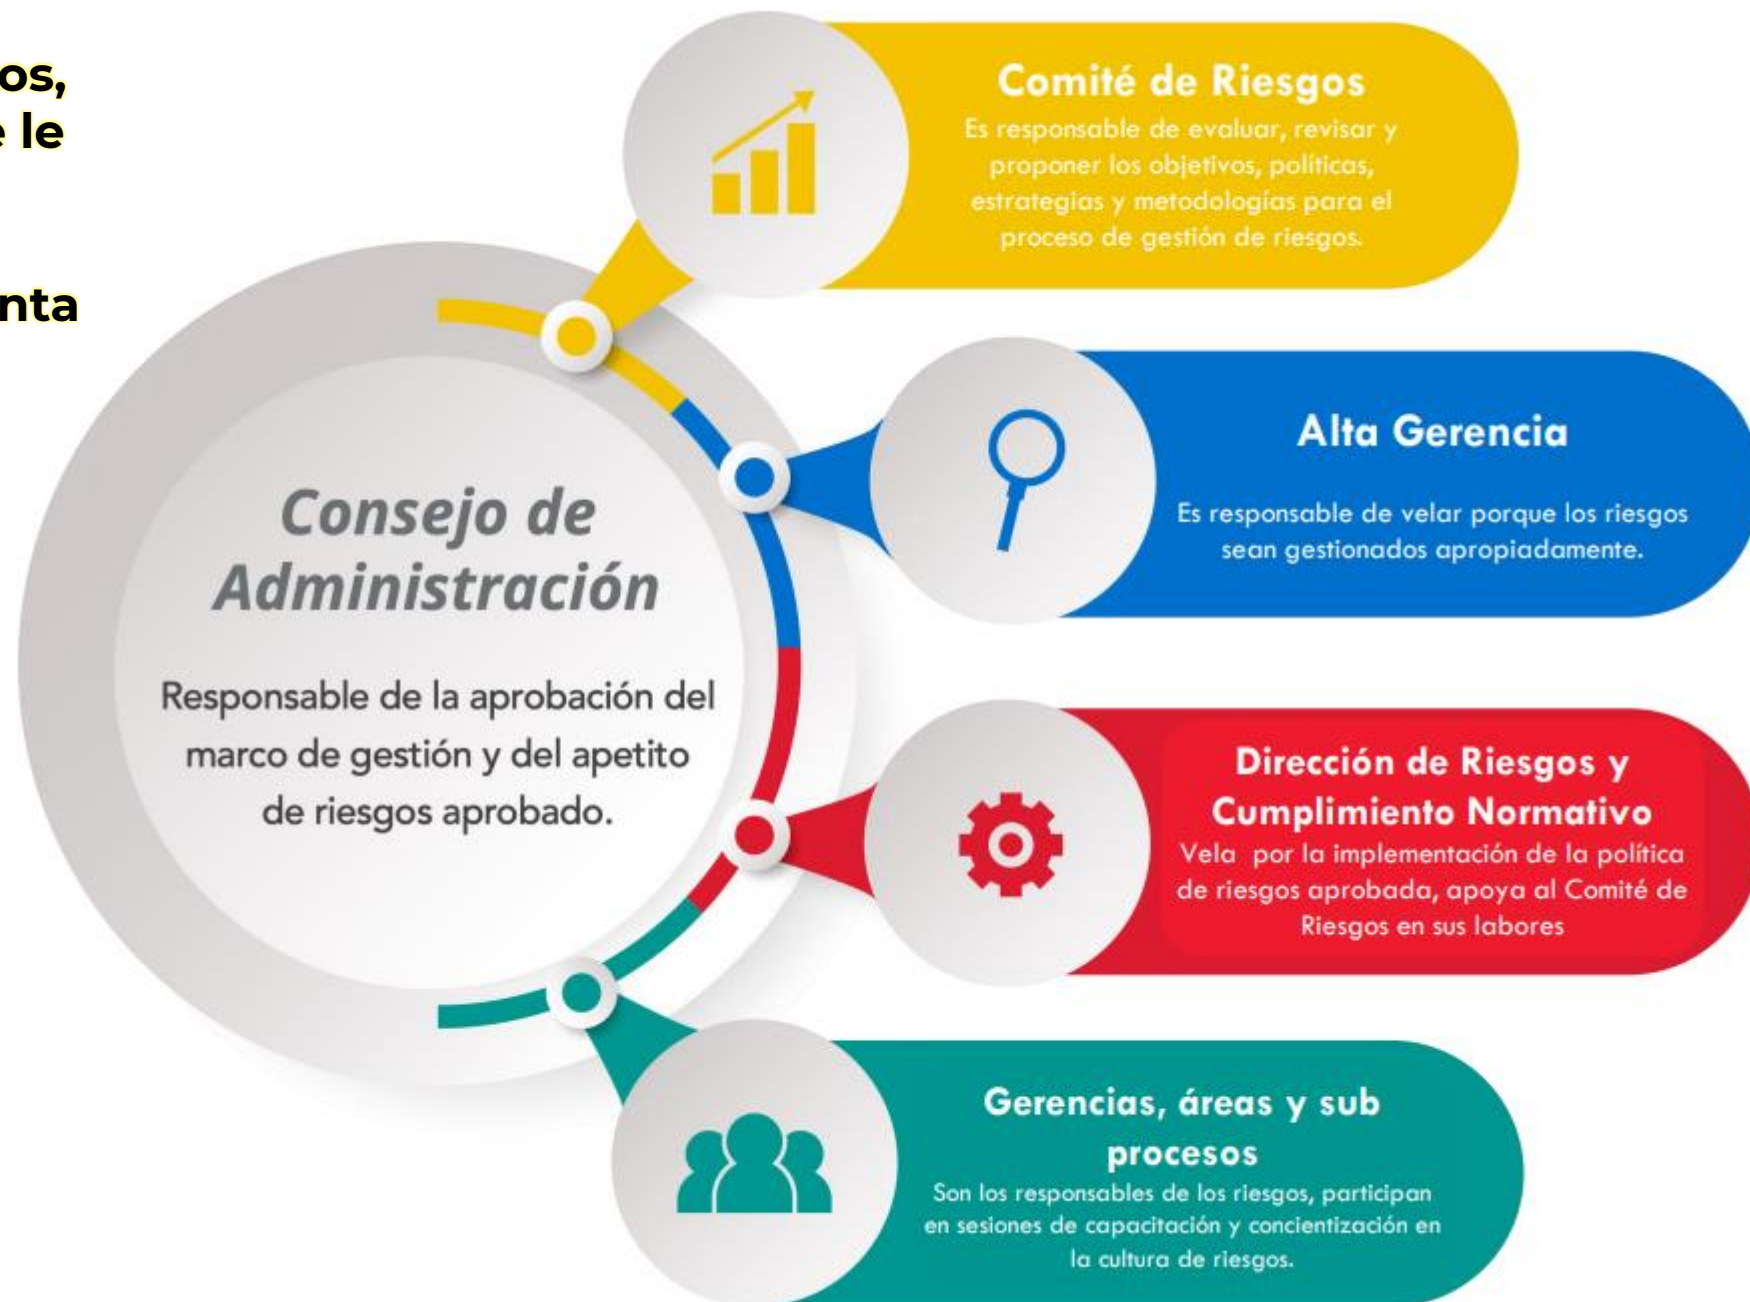 os,
e le
nta
Comité de Riesgos
Es responsable de evaluar, revisar y
proponer los objetivos, políticas,
estrategias y metodologías para el
proceso de gestión de riesgos.
Alta Gerencia
Es responsable de velar porque los riesgos
sean gestionados apropiadamente.
Consejo de
Administración
Responsable de la aprobación del
marco de gestión y del apetito
de riesgos aprobado.
Dirección de Riesgos y
Cumplimiento Normativo
Vela por la implementación de la política
de riesgos aprobada, apoya al Comité de
Riesgos en sus labores
Gerencias, áreas y sub
procesos
Son los responsables de los riesgos, participan
en sesiones de capacitación y concientización en
la cultura de riesgos.